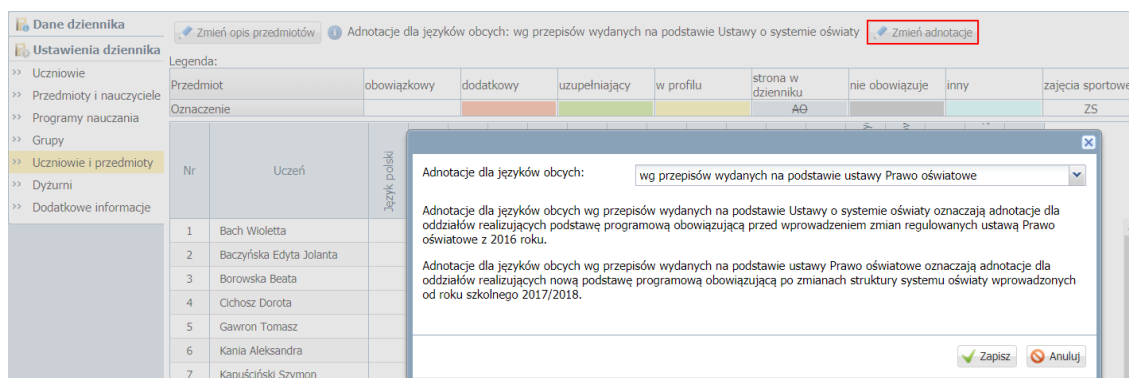 Dane dziennika
Zmień opis przedmiotów
Adnotacje dla języków obcych: wg przepisów wydanych na podstawie Ustawy o systemie oświaty
Zmień adnotacje
Ustawienia dziennika
Legenda:
>> Uczniowie
>> Przedmioty i nauczyciele
>> Programy nauczania
>> Grupy
>> Uczniowie i przedmioty
>> Dyżurni
>> Dodatkowe informacje
Przedmiot obowiązkowy dodatkowy uzupełniający w profilu strona w dzienniku nie obowiązuje inny zajęcia sportowe
Oznaczenie AO ZS
Nr Uczeń Język polski
1 Bach Wioletta
2 Baczyńska Edyta Jolanta
3 Borowska Beata
4 Cichosz Dorota
5 Gawron Tomasz
6 Kania Aleksandra
7 Kapuściński Szymon
Adnotacje dla języków obcych: wg przepisów wydanych na podstawie ustawy Prawo oświatowe
Adnotacje dla języków obcych wg przepisów wydanych na podstawie Ustawy o systemie oświaty oznaczają adnotacje dla
oddziałów realizujących podstawę programową obowiązującą przed wprowadzeniem zmian regulowanych ustawą Prawo
oświatowe z 2016 roku.
Adnotacje dla języków obcych wg przepisów wydanych na podstawie ustawy Prawo oświatowe oznaczają adnotacje dla
oddziałów realizujących nową podstawę programową obowiązującą po zmianach struktury systemu oświaty wprowadzonych
od roku szkolnego 2017/2018.
Zapisz
Anuluj